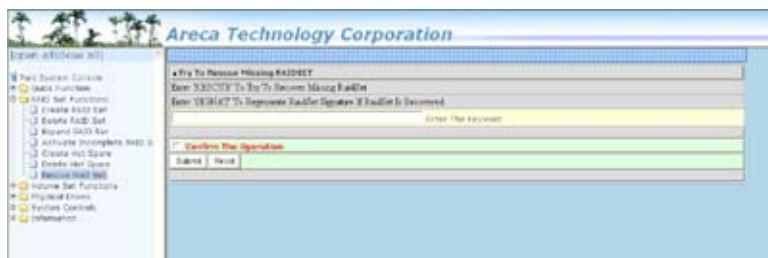 Areca Technology Corporation
[open all|close all]
Raid System Console
Quick Function
RAID Set Functions
Create RAID Set
Delete RAID Set
Expand RAID Set
Activate Incomplete RAID S
Create Hot Spare
Delete Hot Spare
Rescue Raid Set
Volume Set Functions
Physical Drives
System Controls
Information
Try To Rescue Missing RAIDSET
Enter 'RESCUE' To Try To Recover Missing RaidSet
Enter 'SIGNAT' To Regenerate RaidSet Signature If RaidSet Is Recovered
Enter The Keyword
Confirm The Operation
Submit Reset